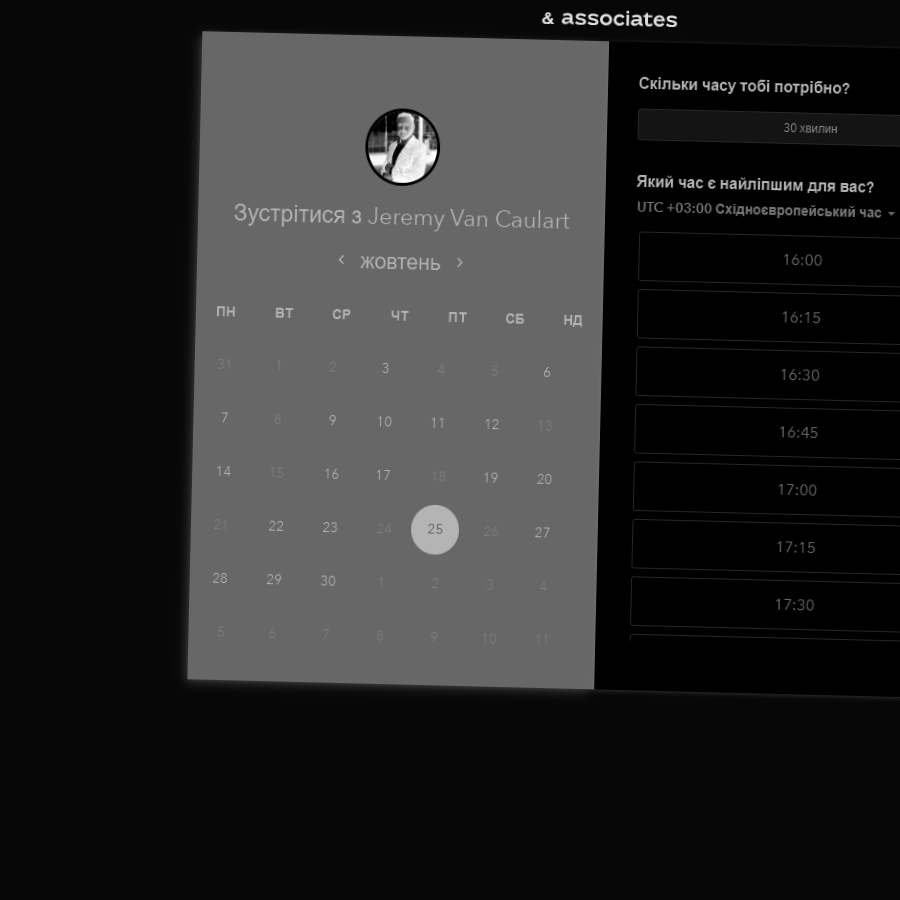 & associates
Зустрітися з Jeremy Van Caulart
жовтень
ПН ВТ СР ЧТ ПТ СБ НД
31 1 2 3 4 5 6
7 8 9 10 11 12 13
14 15 16 17 18 19 20
21 22 23 24 25 26 27
28 29 30 1 2 3 4
5 6 7 8 9 10 11
Скільки часу тобі потрібно?
30 хвилин
Який час є найліпшим для вас?
UTC +03:00 Східноєвропейський час
16:00
16:15
16:30
16:45
17:00
17:15
17:30